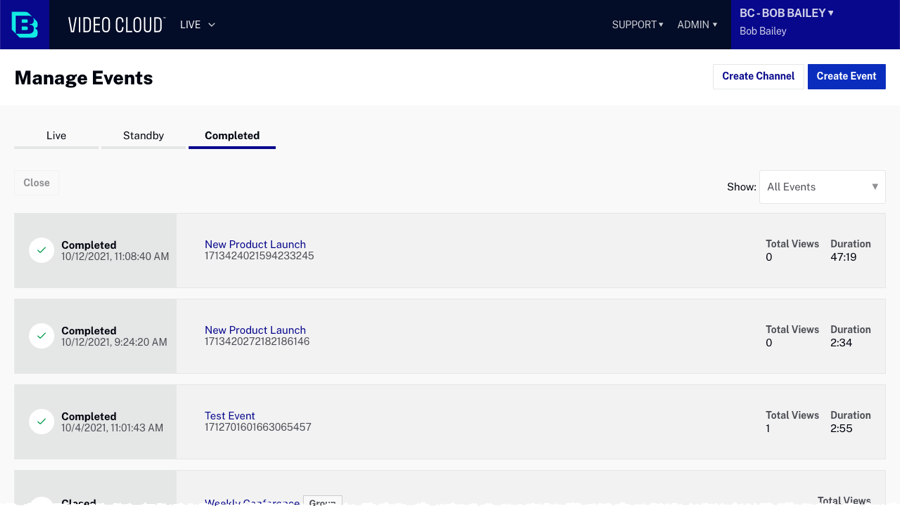 VIDEO CLOUD LIVE SUPPORT ADMIN BC - BOB BAILEY
Bob Bailey
Manage Events Create Channel Create Event
Live Standby Completed
Close Show: All Events
Completed New Product Launch Total Views Duration
10/12/2021, 11:08:40 AM 1713424021594233245 0 47:19
Completed New Product Launch Total Views Duration
10/12/2021, 9:24:20 AM 1713420272182186146 0 2:34
Completed Test Event Total Views Duration
10/4/2021, 11:01:43 AM 1712701601663065457 1 2:55
Closed Weekly Conference Group Total Views